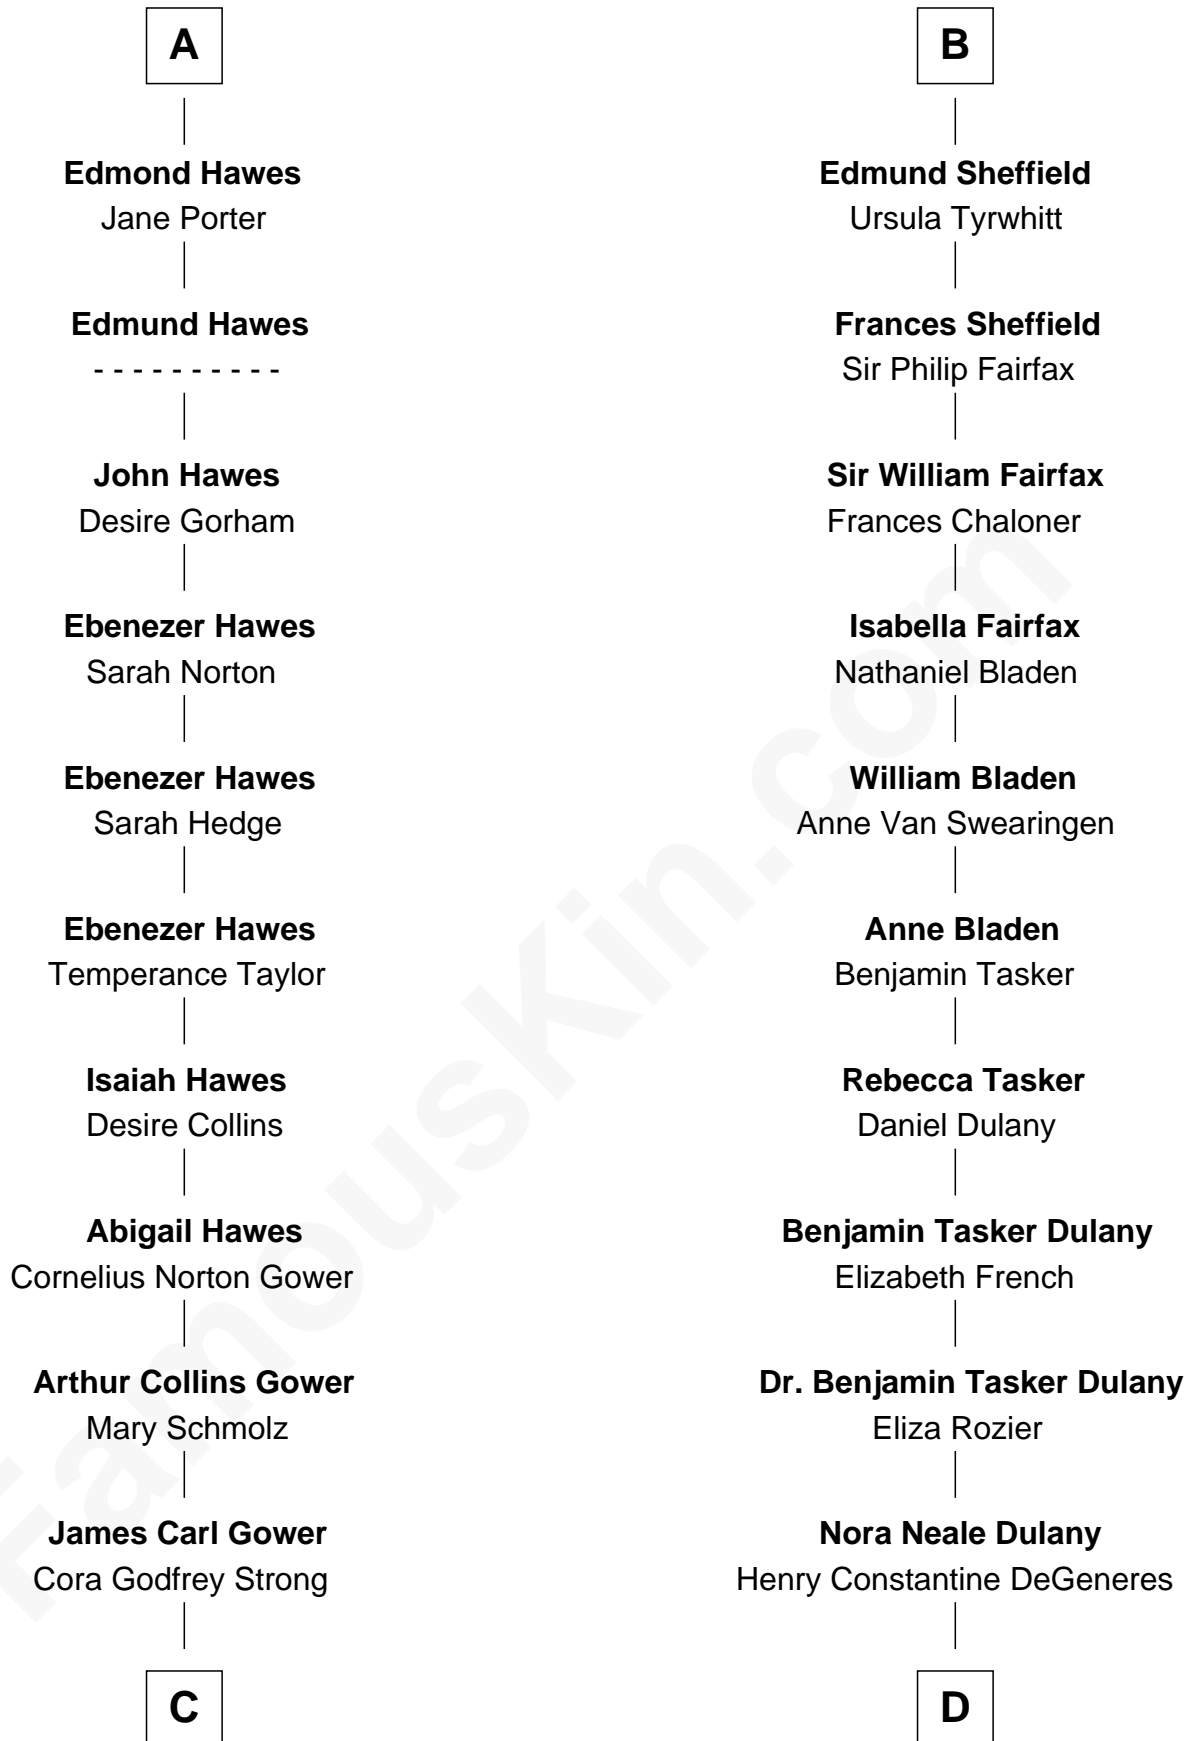 A
Edmond Hawes
Jane Porter
Edmund Hawes
- - - - - - - - - -
John Hawes
Desire Gorham
Ebenezer Hawes
Sarah Norton
Ebenezer Hawes
Sarah Hedge
Ebenezer Hawes
Temperance Taylor
Isaiah Hawes
Desire Collins
Abigail Hawes
Cornelius Norton Gower
Arthur Collins Gower
Mary Schmolz
James Carl Gower
Cora Godfrey Strong
C
B
Edmund Sheffield
Ursula Tyrwhitt
Frances Sheffield
Sir Philip Fairfax
Sir William Fairfax
Frances Chaloner
Isabella Fairfax
Nathaniel Bladen
William Bladen
Anne Van Swearingen
Anne Bladen
Benjamin Tasker
Rebecca Tasker
Daniel Dulany
Benjamin Tasker Dulany
Elizabeth French
Dr. Benjamin Tasker Dulany
Eliza Rozier
Nora Neale Dulany
Henry Constantine DeGeneres
D
FamousKin.com